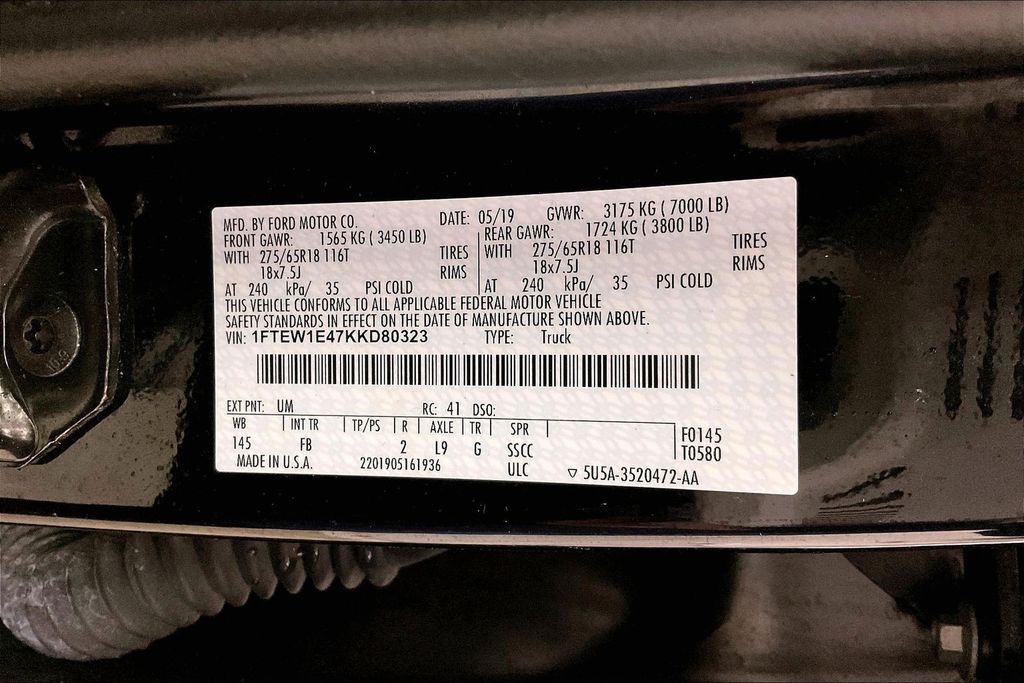 MFD. BY FORD MOTOR CO. DATE: 05/19 GVWR: 3175 KG ( 7000 LB)
FRONT GAWR: 1565 KG ( 3450 LB) REAR GAWR: 1724 KG ( 3800 LB)
WITH 275/65R18 116T TIRES WITH 275/65R18 116T TIRES
18x7.5J RIMS 18x7.5J RIMS
AT 240 kPa/ 35 PSI COLD AT 240 kPa/ 35 PSI COLD
THIS VEHICLE CONFORMS TO ALL APPLICABLE FEDERAL MOTOR VEHICLE
SAFETY STANDARDS IN EFFECT ON THE DATE OF MANUFACTURE SHOWN ABOVE.
VIN: 1FTEW1E47KKD80323 TYPE: Truck
EXT PNT: UM RC: 41 DSO:
WB INT TR TP/PS R AXLE TR SPR F0145
145 FB 2 L9 G SSCC T0580
MADE IN U.S.A. 2201905161936 ULC 5U5A-3520472-AA